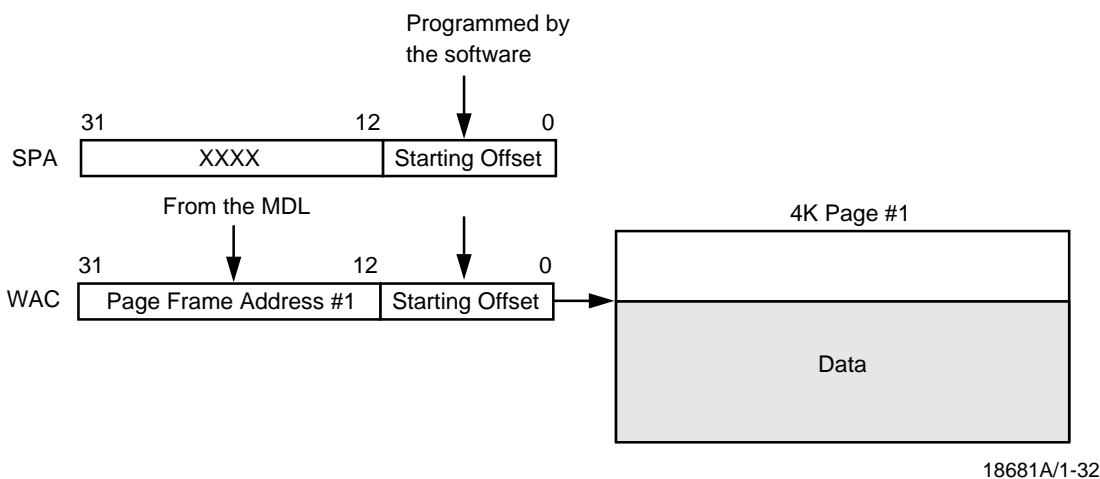 Programmed by
the software
31 12 0
SPA XXXX Starting Offset
From the MDL
4K Page #1
31 12 0
WAC Page Frame Address #1 Starting Offset
Data
18681A/1-32